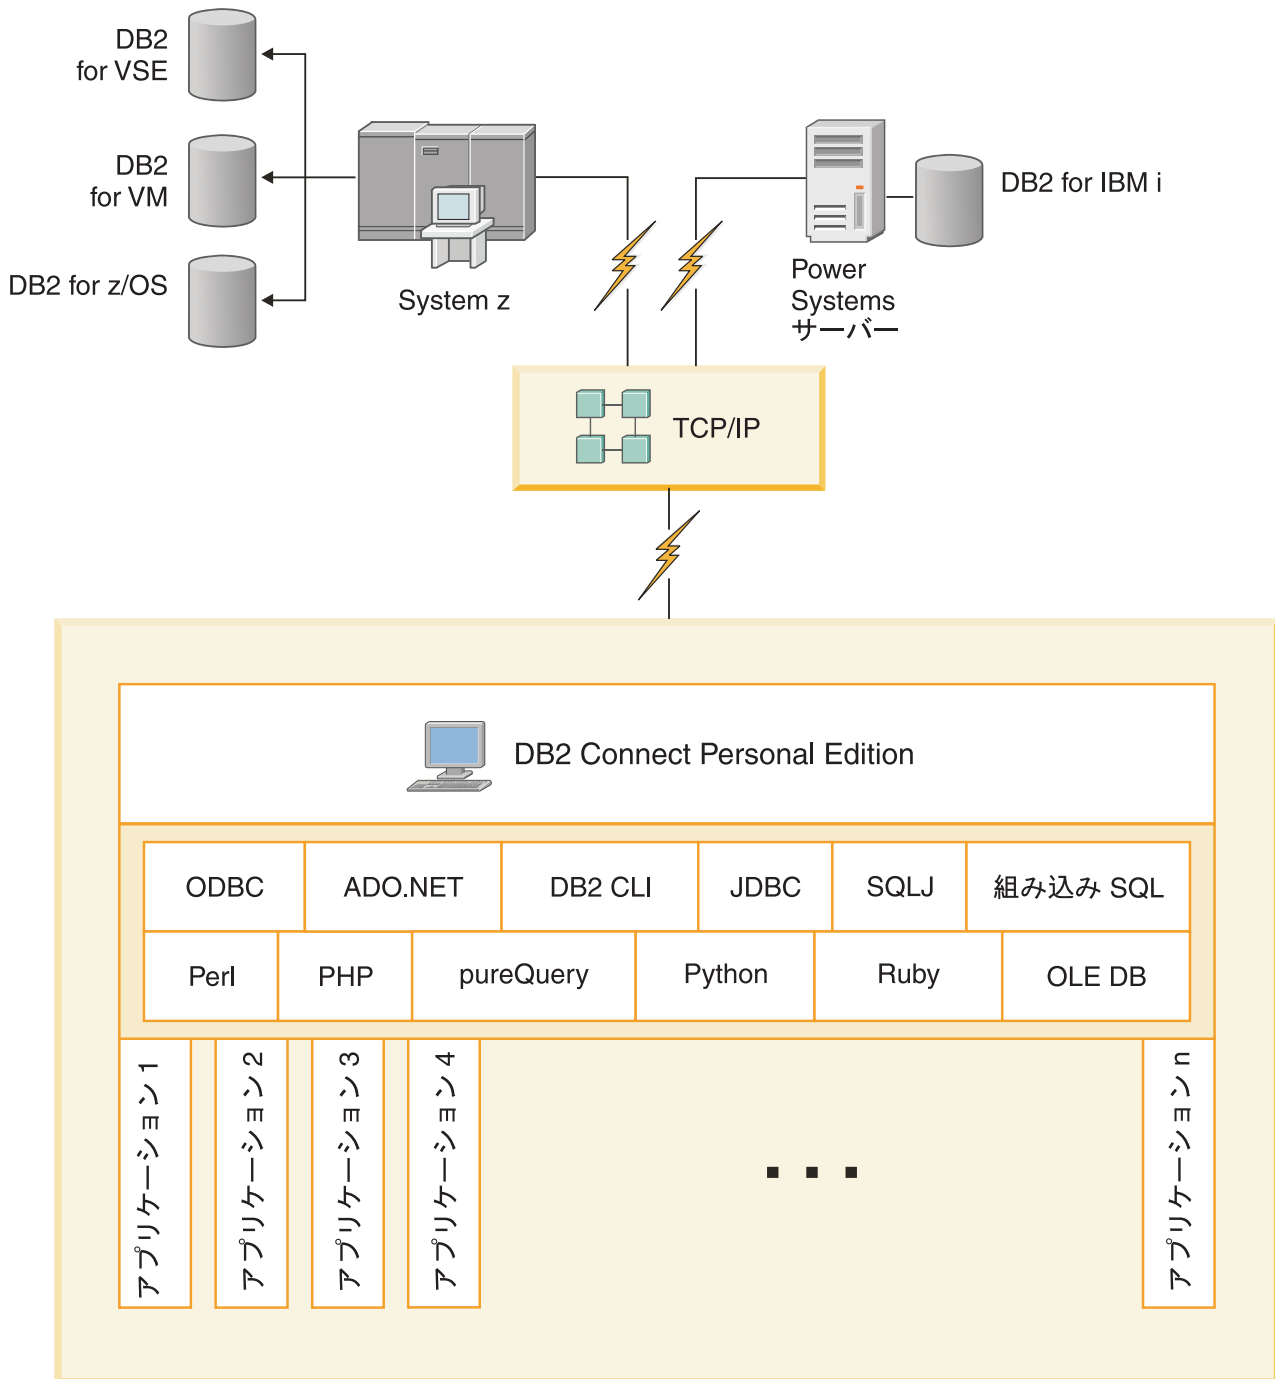 DB2
for VSE
DB2
for VM
DB2 for z/OS
System z
DB2 for IBM i
Power
Systems
サーバー
TCP/IP
DB2 Connect Personal Edition
ODBC
ADO.NET
DB2 CLI
JDBC
SQLJ
組み込み SQL
Perl
PHP
pureQuery
Python
Ruby
OLE DB
アプリケーション 1
アプリケーション 2
アプリケーション 3
アプリケーション 4
アプリケーション n